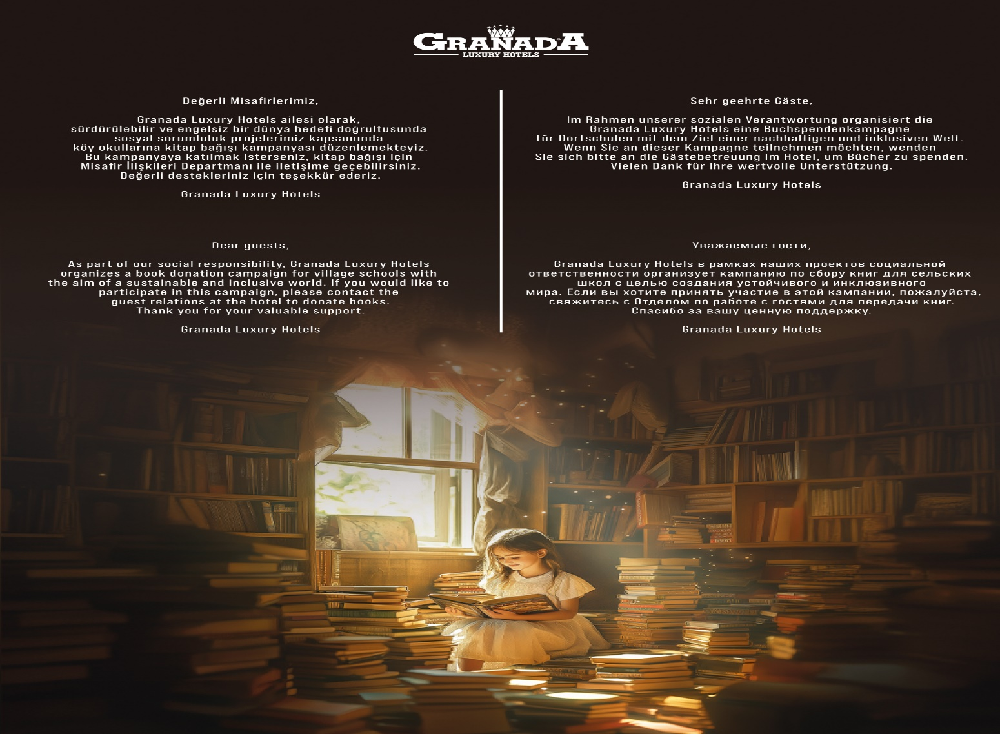 GRANADA
LUXURY HOTELS
Değerli Misafirlerimiz,
Granada Luxury Hotels ailesi olarak,
sürdürülebilir ve engelsiz bir dünya hedefi doğrultusunda
sosyal sorumluluk projelerimiz kapsamında
köy okullarına kitap bağışı kampanyası düzenlemekteyiz.
Bu kampanyaya katılmak isterseniz, kitap bağışı için
Misafir İlişkileri Departmanı ile iletişime geçebilirsiniz.
Değerli destekleriniz için teşekkür ederiz.
Granada Luxury Hotels
Dear guests,
As part of our social responsibility, Granada Luxury Hotels
organizes a book donation campaign for village schools with
the aim of a sustainable and inclusive world. If you would like to
participate in this campaign, please contact the
guest relations at the hotel to donate books.
Thank you for your valuable support.
Granada Luxury Hotels
Sehr geehrte Gäste,
Im Rahmen unserer sozialen Verantwortung organisiert die
Granada Luxury Hotels eine Buchspendenkampagne
für Dorfschulen mit dem Ziel einer nachhaltigen und inklusiven Welt.
Wenn Sie an dieser Kampagne teilnehmen möchten, wenden
Sie sich bitte an die Gästebetreuung im Hotel, um Bücher zu spenden.
Vielen Dank für Ihre wertvolle Unterstützung.
Granada Luxury Hotels
Уважаемые гости,
Granada Luxury Hotels в рамках наших проектов социальной
ответственности организует кампанию по сбору книг для сельских
школ с целью создания устойчивого и инклюзивного
мира. Если вы хотите принять участие в этой кампании, пожалуйста,
свяжитесь с Отделом по работе с гостями для передачи книг.
Спасибо за вашу ценную поддержку.
Granada Luxury Hotels